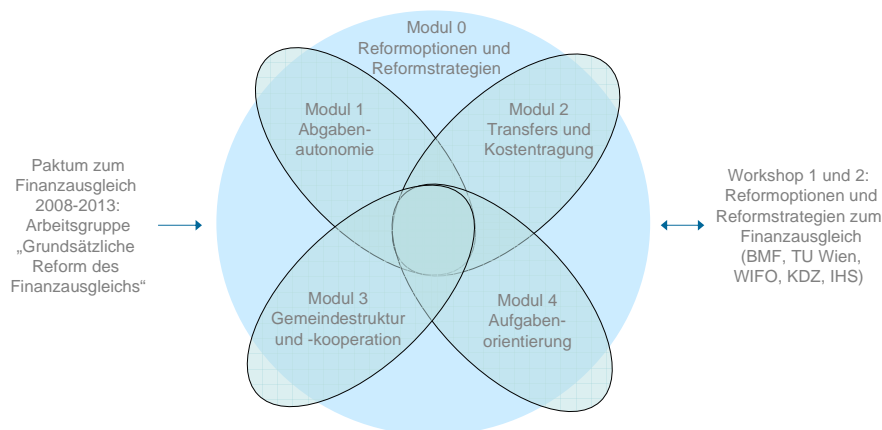 Modul 0
Reformoptionen und
Reformstrategien
Modul 1
Abgaben-
autonomie
Modul 2
Transfers und
Kostentragung
Paktum zum
Finanzausgleich
2008-2013:
Arbeitsgruppe
„Grundsätzliche
Reform des
Finanzausgleichs“
Workshop 1 und 2:
Reformoptionen und
Reformstrategien zum
Finanzausgleich
(BMF, TU Wien,
WIFO, KDZ, IHS)
Modul 3
Gemeindestruktur
und -kooperation
Modul 4
Aufgaben-
orientierung